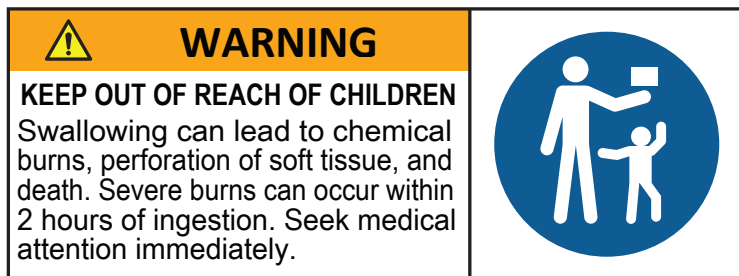 WARNING
KEEP OUT OF REACH OF CHILDREN
Swallowing can lead to chemical
burns, perforation of soft tissue, and
death. Severe burns can occur within
2 hours of ingestion. Seek medical
attention immediately.